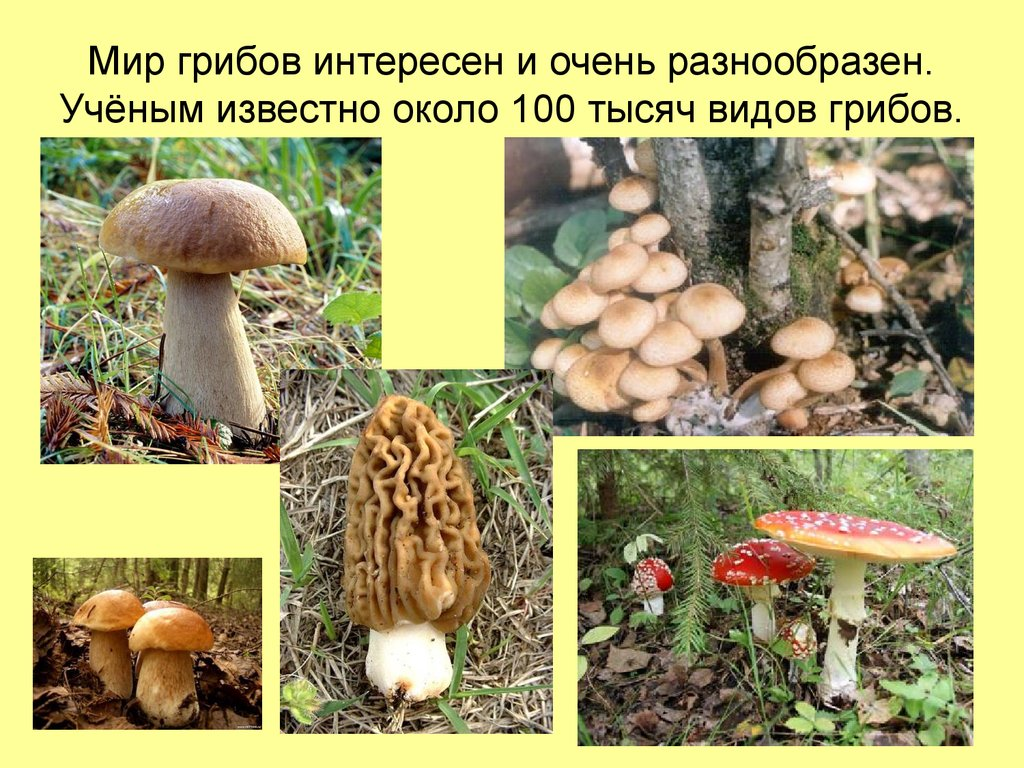 Мир грибов интересен и очень разнообразен.
Учёным известно около 100 тысяч видов грибов.